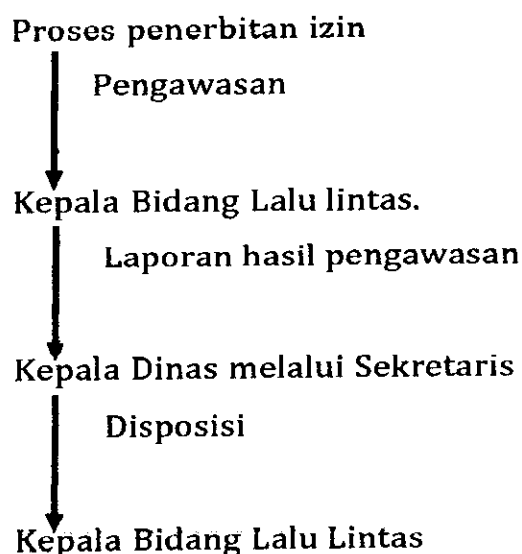 Proses penerbitan izin
Pengawasan
Kepala Bidang Lalu lintas.
Laporan hasil pengawasan
Kepala Dinas melalui Sekretaris
Disposisi
Kepala Bidang Lalu Lintas